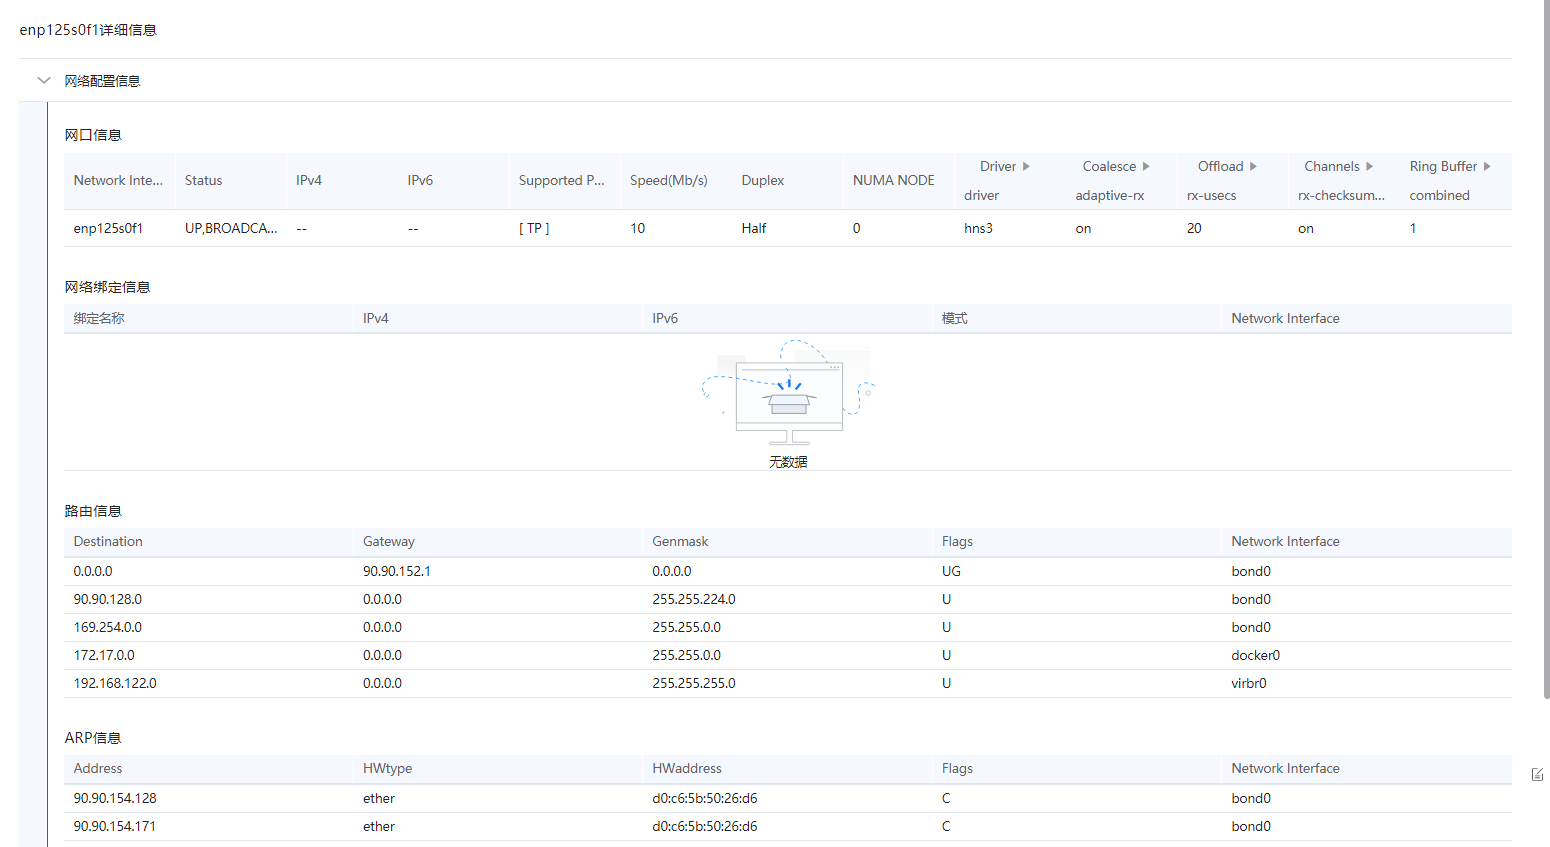 enp125s0f1详细信息
网络配置信息
网口信息
Network Inte... Status IPv4 IPv6 Supported P... Speed(Mb/s) Duplex NUMA NODE Driver Coalesce Offload Channels Ring Buffer
driver adaptive-rx rx-usecs rx-checksum... combined
enp125s0f1 UP,BROADCA... -- -- [ TP ] 10 Half 0 hns3 on 20 on 1
网络绑定信息
绑定名称 IPv4 IPv6 模式 Network Interface
无数据
路由信息
Destination Gateway Genmask Flags Network Interface
0.0.0.0 90.90.152.1 0.0.0.0 UG bond0
90.90.128.0 0.0.0.0 255.255.224.0 U bond0
169.254.0.0 0.0.0.0 255.255.0.0 U bond0
172.17.0.0 0.0.0.0 255.255.0.0 U docker0
192.168.122.0 0.0.0.0 255.255.255.0 U virbr0
ARP信息
Address HWtype HWaddress Flags Network Interface
90.90.154.128 ether d0:c6:5b:50:26:d6 C bond0
90.90.154.171 ether d0:c6:5b:50:26:d6 C bond0